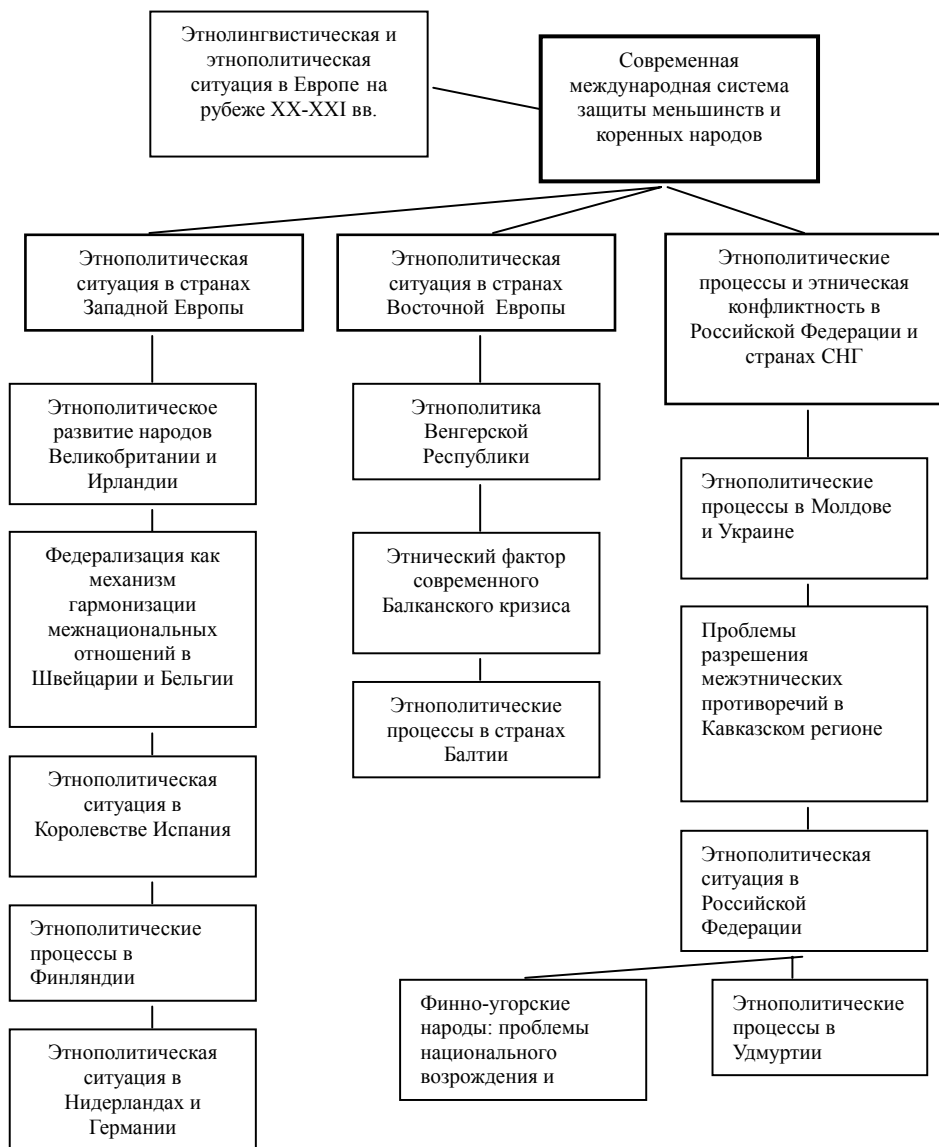 Этнолингвистическая и
этнополитическая
ситуация в Европе на
рубеже XX-XXI вв.
Современная
международная система
защиты меньшинств и
коренных народов
Этнополитическая
ситуация в странах
Западной Европы
Этнополитическая
ситуация в странах
Восточной Европы
Этнополитические
процессы и этническая
конфликтность в
Российской Федерации и
странах СНГ
Этнополитическое
развитие народов
Великобритании и
Ирландии
Этнополитика
Венгерской
Республики
Этнополитические
процессы в Молдове
и Украине
Федерализация как
механизм
гармонизации
межнациональных
отношений в
Швейцарии и Бельгии
Этнический фактор
современного
Балканского кризиса
Проблемы
разрешения
межэтнических
противоречий в
Кавказском регионе
Этнополитические
процессы в странах
Балтии
Этнополитическая
ситуация в
Королевстве Испания
Этнополитическая
ситуация в
Российской
Федерации
Этнополитические
процессы в
Финляндии
Финно-угорские
народы: проблемы
национального
возрождения и
Этнополитические
процессы в
Удмуртии
Этнополитическая
ситуация в
Нидерландах и
Германии